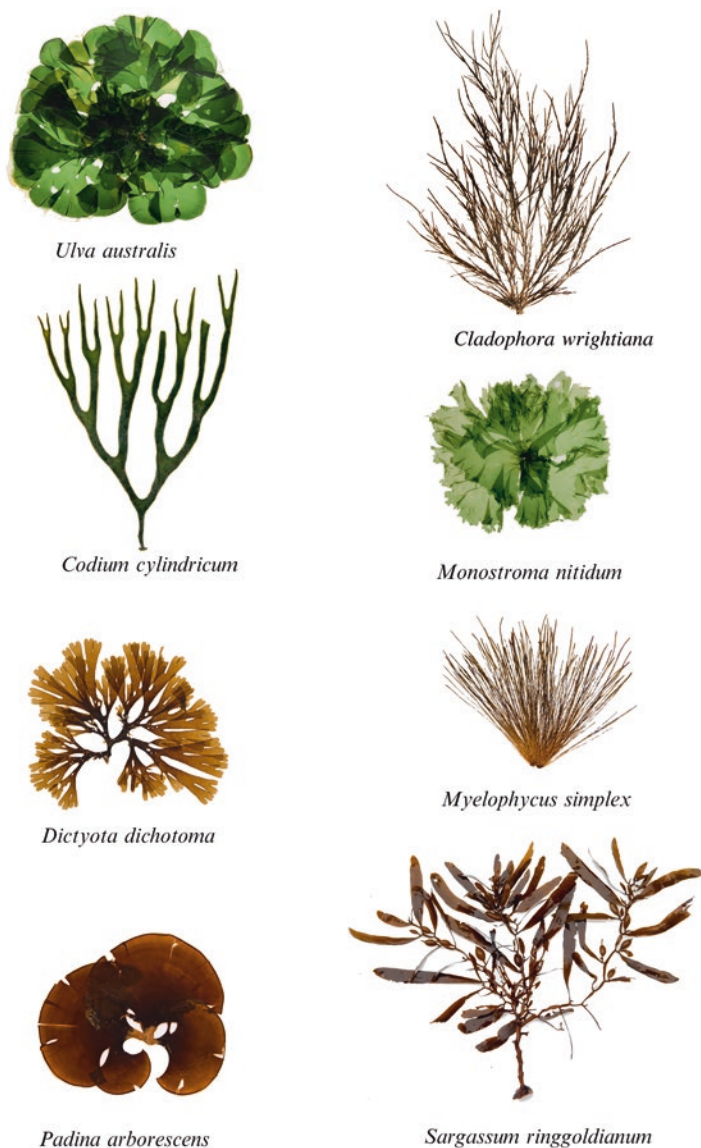 Ulva australis
Cladophora wrightiana
Codium cylindricum
Monostroma nitidum
Dictyota dichotoma
Myelophycus simplex
Padina arborescens
Sargassum ringgoldianum